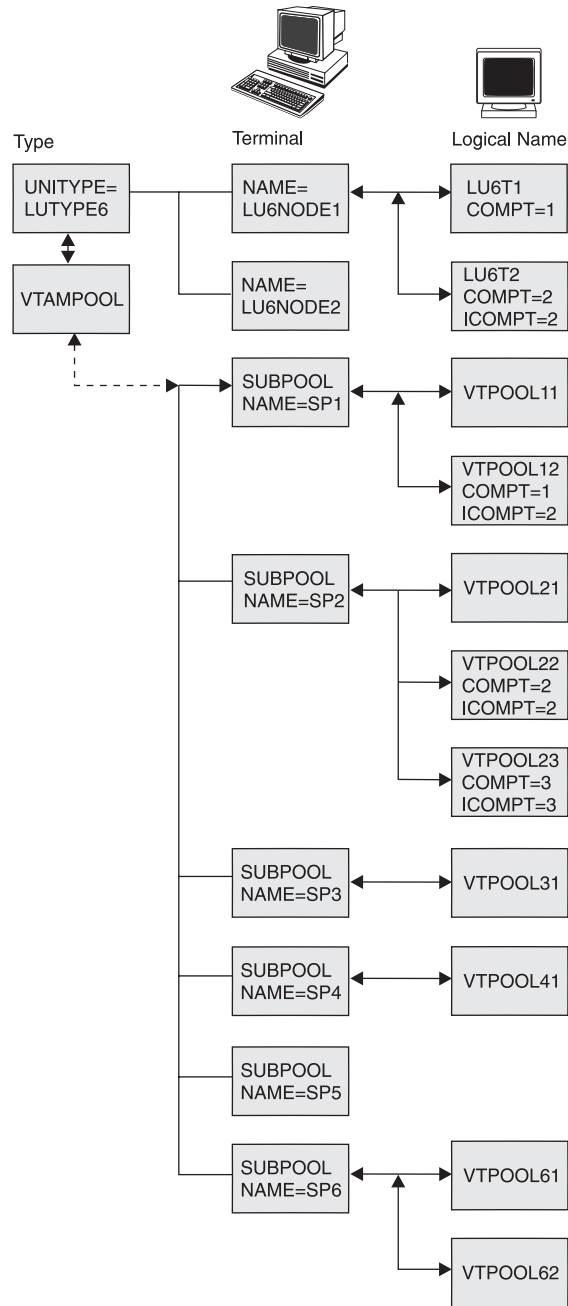 Type
Terminal
Logical Name
UNITYPE=
LUTYPE6
NAME=
LU6NODE1
LU6T1
COMPT=1
VTAMPOOL
NAME=
LU6NODE2
LU6T2
COMPT=2
ICOMPT=2
SUBPOOL
NAME=SP1
VTPOOL11
VTPOOL12
COMPT=1
ICOMPT=2
SUBPOOL
NAME=SP2
VTPOOL21
VTPOOL22
COMPT=2
ICOMPT=2
VTPOOL23
COMPT=3
ICOMPT=3
SUBPOOL
NAME=SP3
VTPOOL31
SUBPOOL
NAME=SP4
VTPOOL41
SUBPOOL
NAME=SP5
SUBPOOL
NAME=SP6
VTPOOL61
VTPOOL62